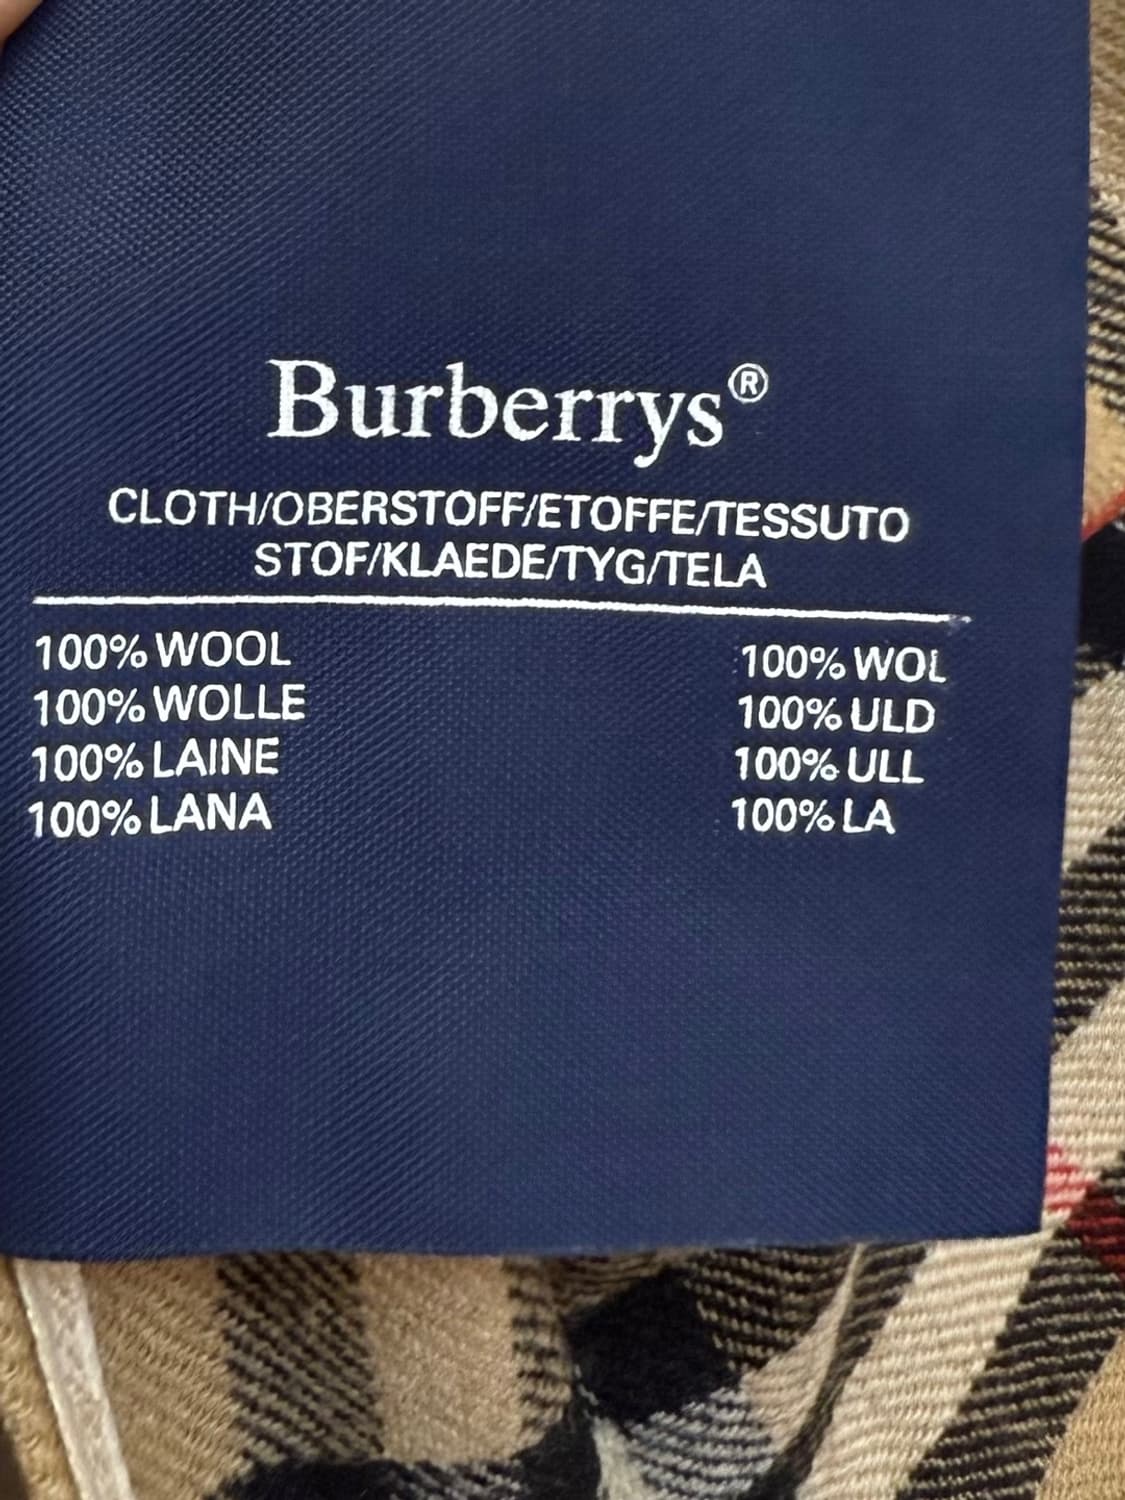 Burberrys®
CLOTH/OBERSTOFF/ETOFFE/TESSUTO
STOF/KLAEDE/TYG/TELA
100% WOOL
100% WOLLE
100% LAINE
100% LANA
100% WOL
100% ULD
100% ULL
100% LA